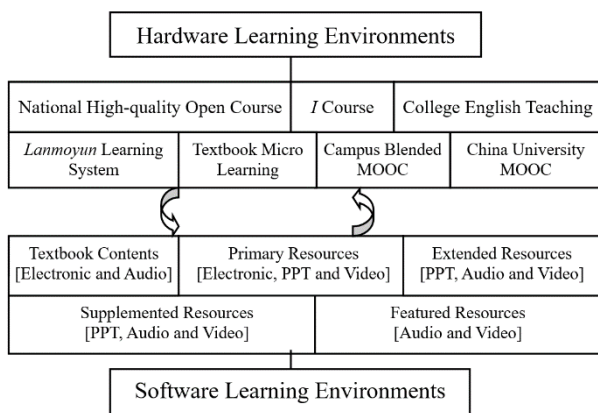 Hardware Learning Environments
National High-quality Open Course
I Course
College English Teaching
Lanmoyun Learning
System
Textbook Micro
Learning
Campus Blended
MOOC
China University
MOOC
Textbook Contents
[Electronic and Audio]
Primary Resources
[Electronic, PPT and Video]
Extended Resources
[PPT, Audio and Video]
Supplemented Resources
[PPT, Audio and Video]
Featured Resources
[Audio and Video]
Software Learning Environments